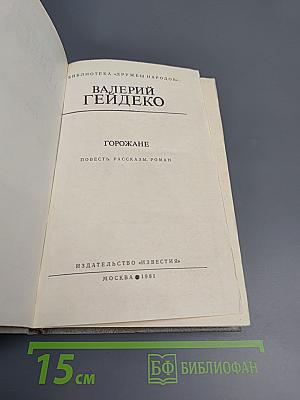 БИБЛИОТЕКА «ДРУЖБЫ НАРОДОВ»
ВАЛЕРИЙ
ГЕЙДЕКО
ГОРОЖАНЕ
ПОВЕСТЬ, РАССКАЗЫ, РОМАН
ИЗДАТЕЛЬСТВО «ИЗВЕСТИЯ»
МОСКВА ● 1981
15 см
БФ БИБЛИОФАН